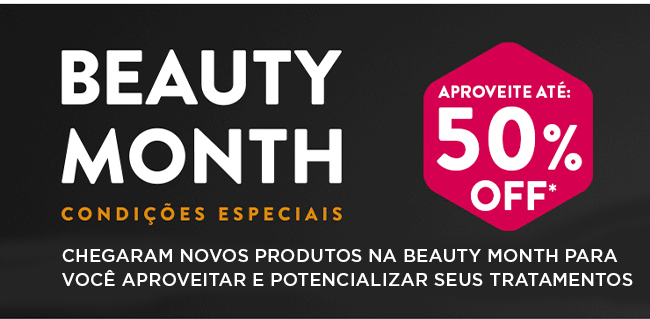 BEAUTY
MONTH
CONDIÇÕES ESPECIAIS
APROVEITE ATÉ:
50%
OFF*
CHEGARAM NOVOS PRODUTOS NA BEAUTY MONTH PARA
VOCÊ APROVEITAR E POTENCIALIZAR SEUS TRATAMENTOS